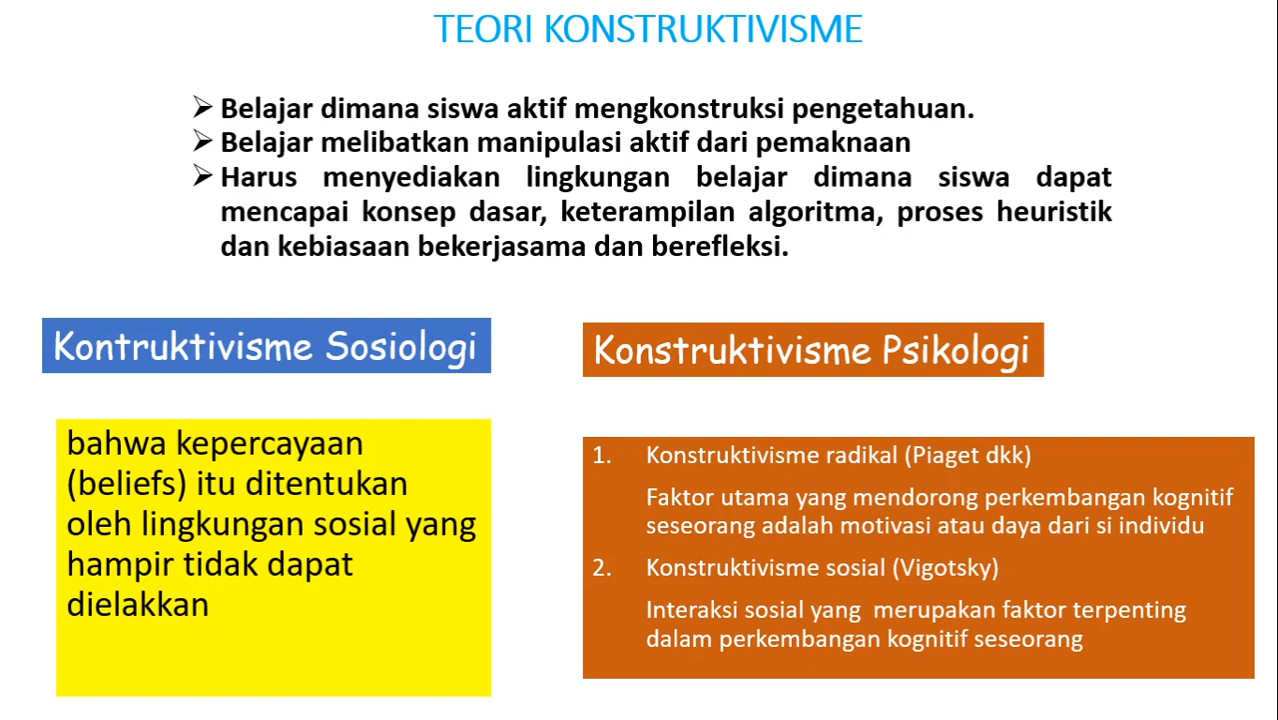 TEORI KONSTRUKTIVISME
➢ Belajar dimana siswa aktif mengkonstruksi pengetahuan.
➢ Belajar melibatkan manipulasi aktif dari pemaknaan
➢ Harus menyediakan lingkungan belajar dimana siswa dapat
mencapai konsep dasar, keterampilan algoritma, proses heuristik
dan kebiasaan bekerjasama dan berefleksi.
Kontruktivisme Sosiologi
bahwa kepercayaan
(beliefs) itu ditentukan
oleh lingkungan sosial yang
hampir tidak dapat
dielakkan
Konstruktivisme Psikologi
1. Konstruktivisme radikal (Piaget dkk)
Faktor utama yang mendorong perkembangan kognitif
seseorang adalah motivasi atau daya dari si individu
2. Konstruktivisme sosial (Vigotsky)
Interaksi sosial yang merupakan faktor terpenting
dalam perkembangan kognitif seseorang